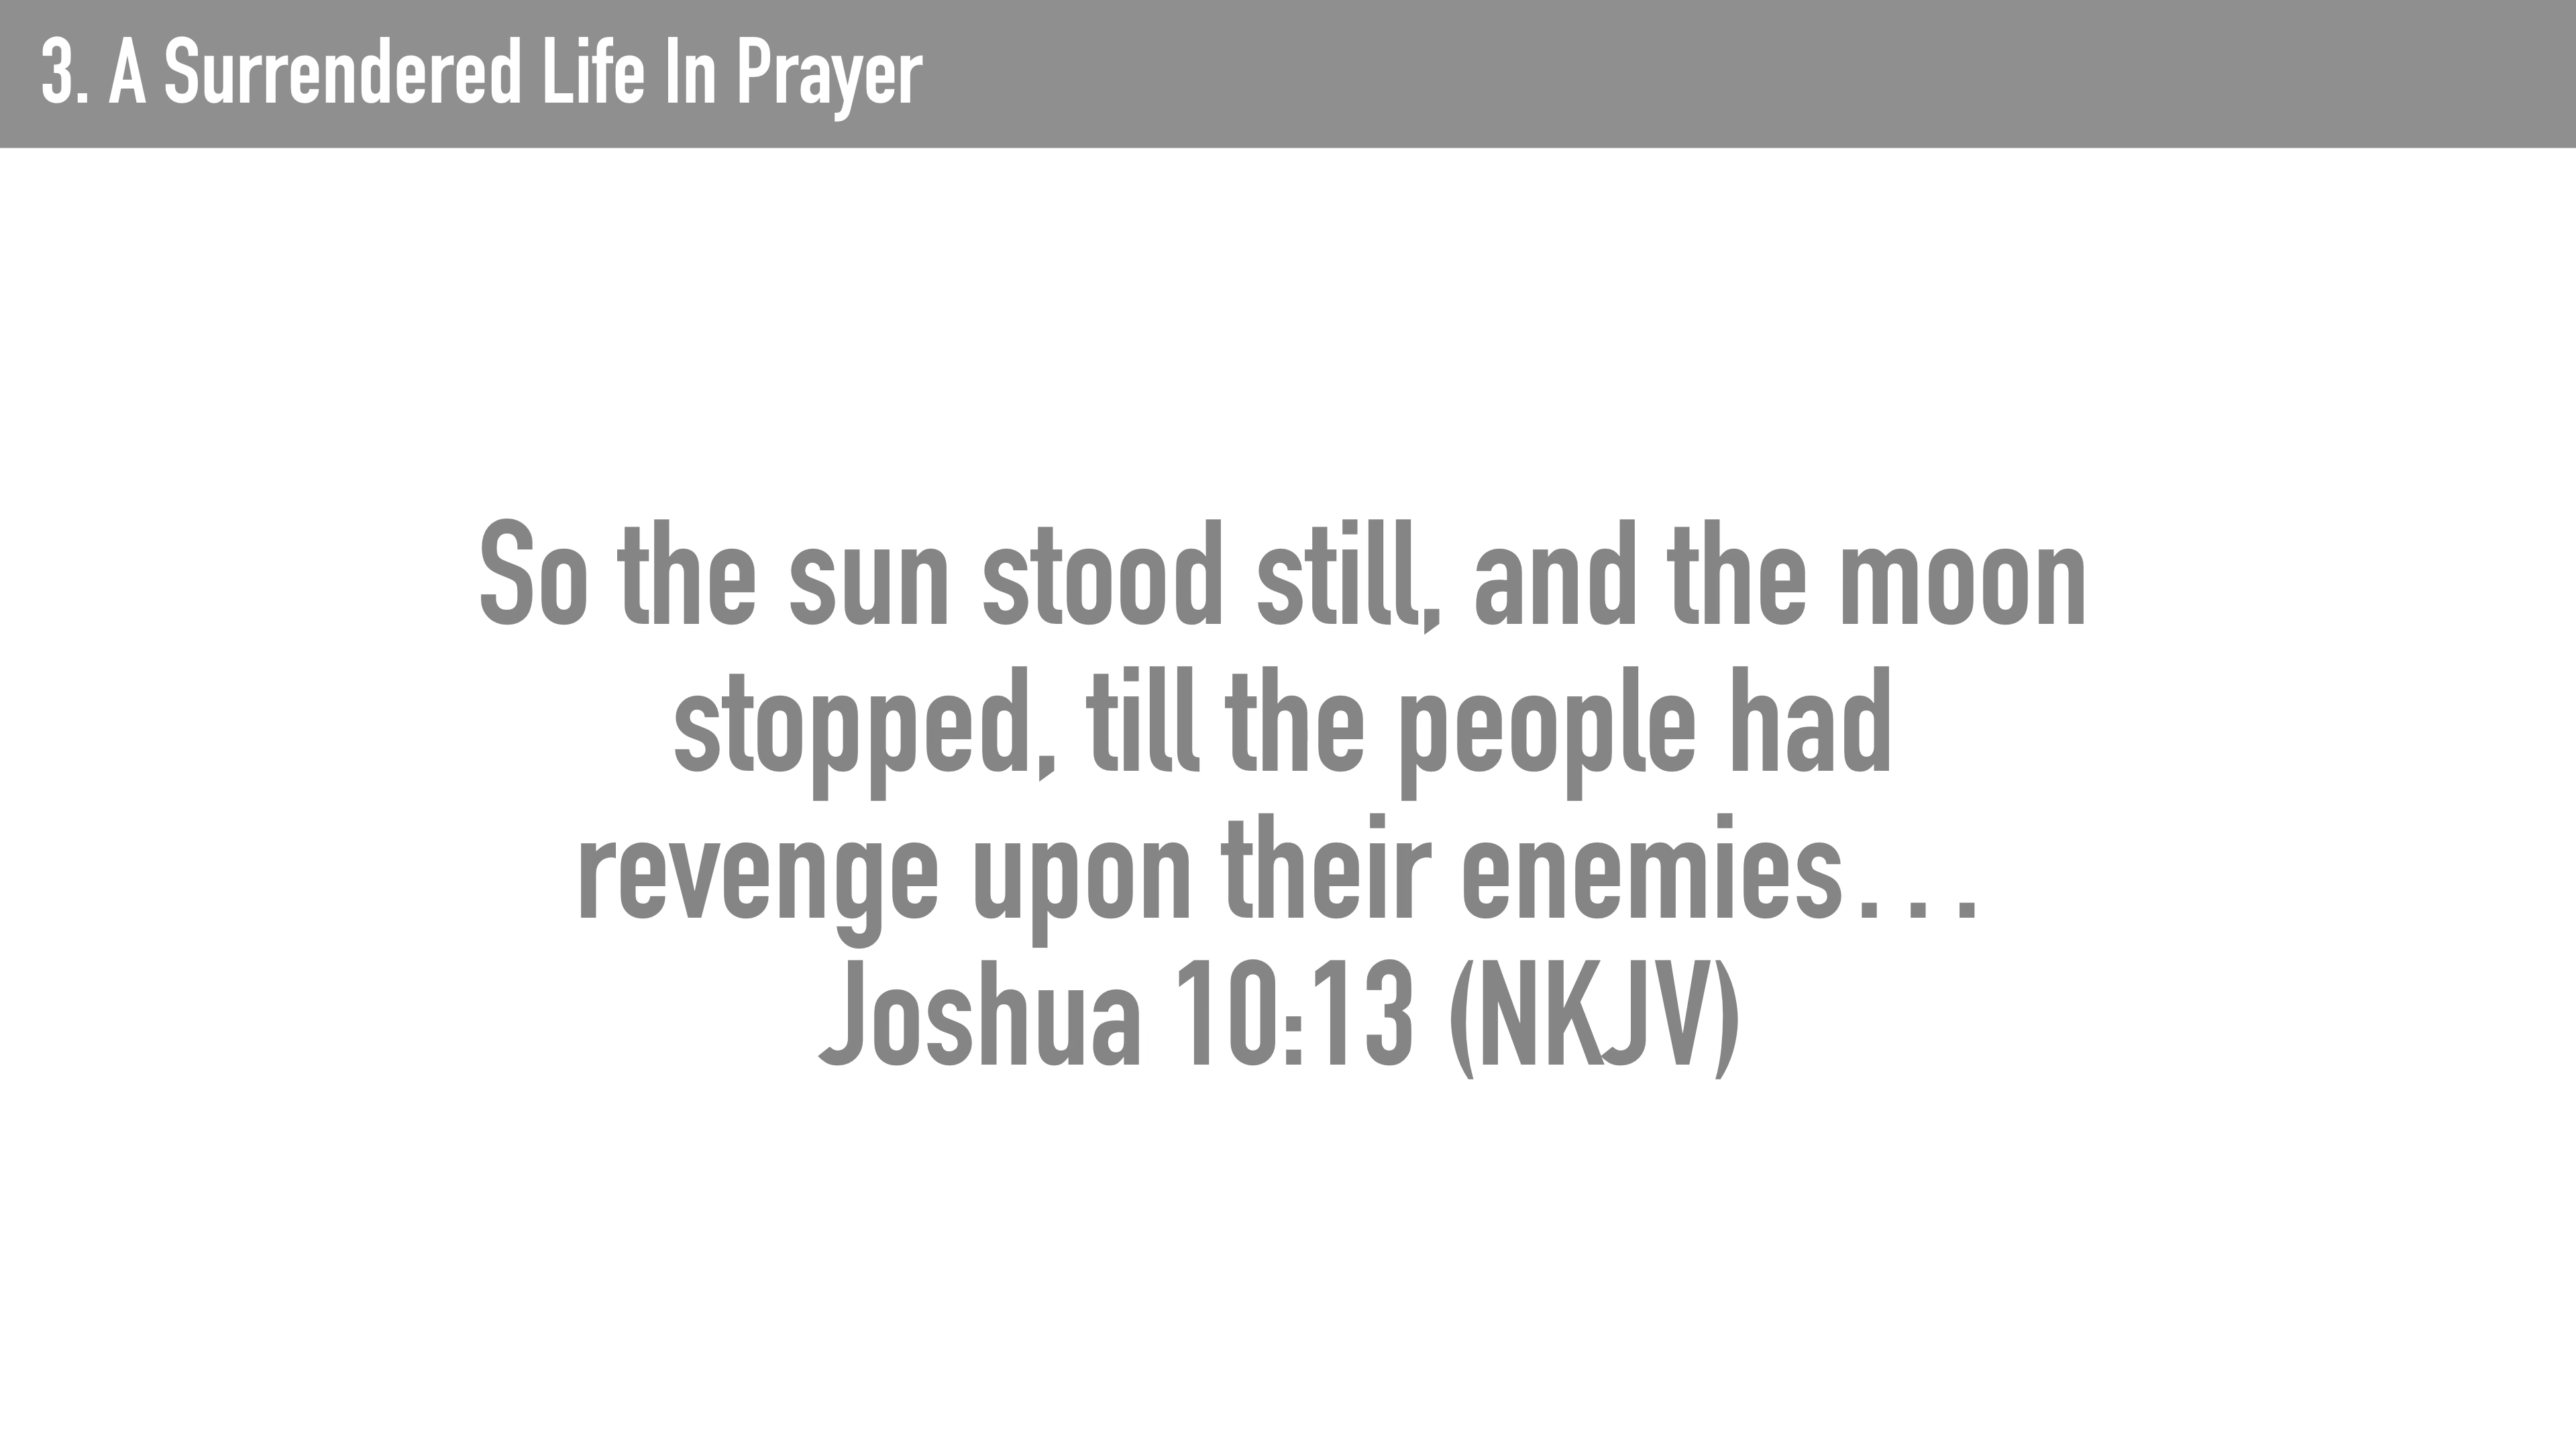 3. A Surrendered Life In Prayer
So the sun stood still, and the moon
stopped, till the people had
revenge upon their enemies...
Joshua 10:13 (NKJV)